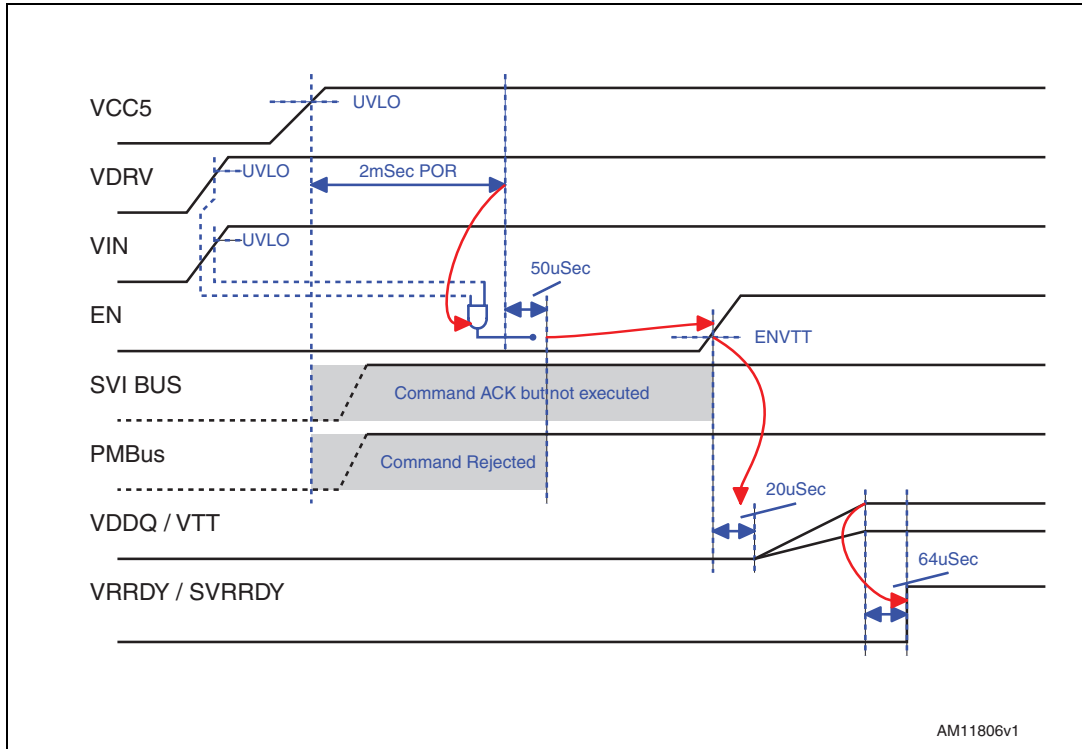 VCC5
UVLO
VDRV
UVLO
2mSec POR
VIN
UVLO
50uSec
EN
ENVTT
SVI BUS
Command ACK but not executed
PMBus
Command Rejected
20uSec
VDDQ / VTT
64uSec
VRRDY / SVRRDY
AM11806v1